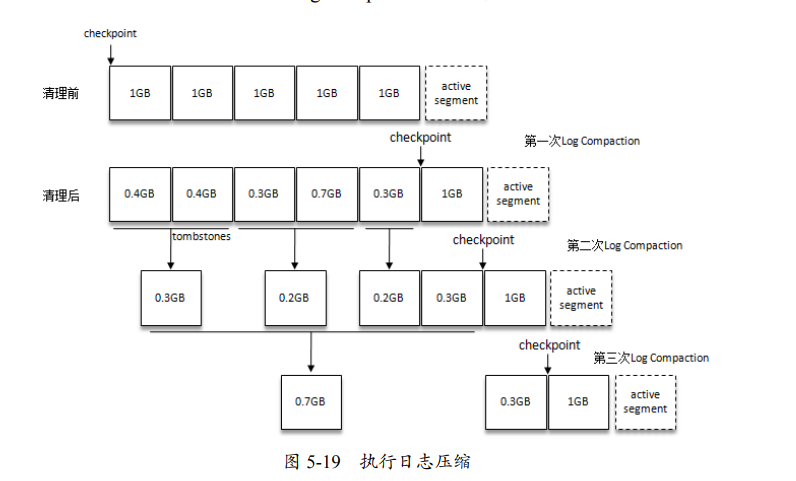 checkpoint
清理前
1GB 1GB 1GB 1GB 1GB active segment
checkpoint 第一次Log Compaction
清理后
0.4GB 0.4GB 0.3GB 0.7GB 0.3GB 1GB active segment
tombstones
checkpoint 第二次Log Compaction
0.3GB 0.2GB 0.2GB 0.3GB 1GB active segment
checkpoint 第三次Log Compaction
0.7GB 0.3GB 1GB active segment
图 5-19 执行日志压缩